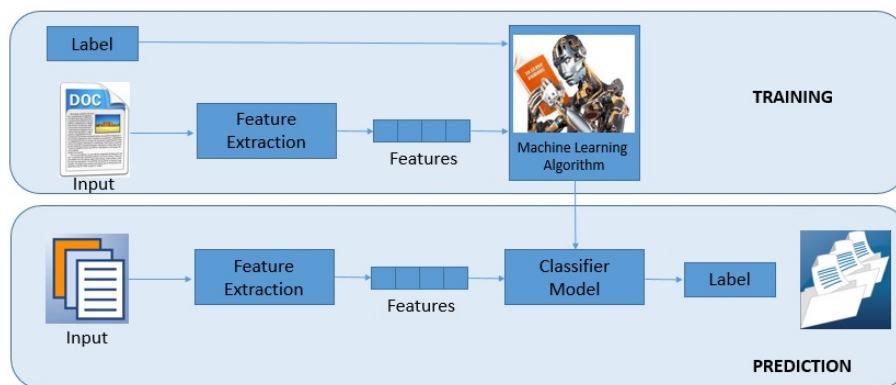 Label
TRAINING
DOC
Feature
Extraction
Features
Machine Learning
Algorithm
Input
Feature
Extraction
Features
Classifier
Model
Label
Input
PREDICTION